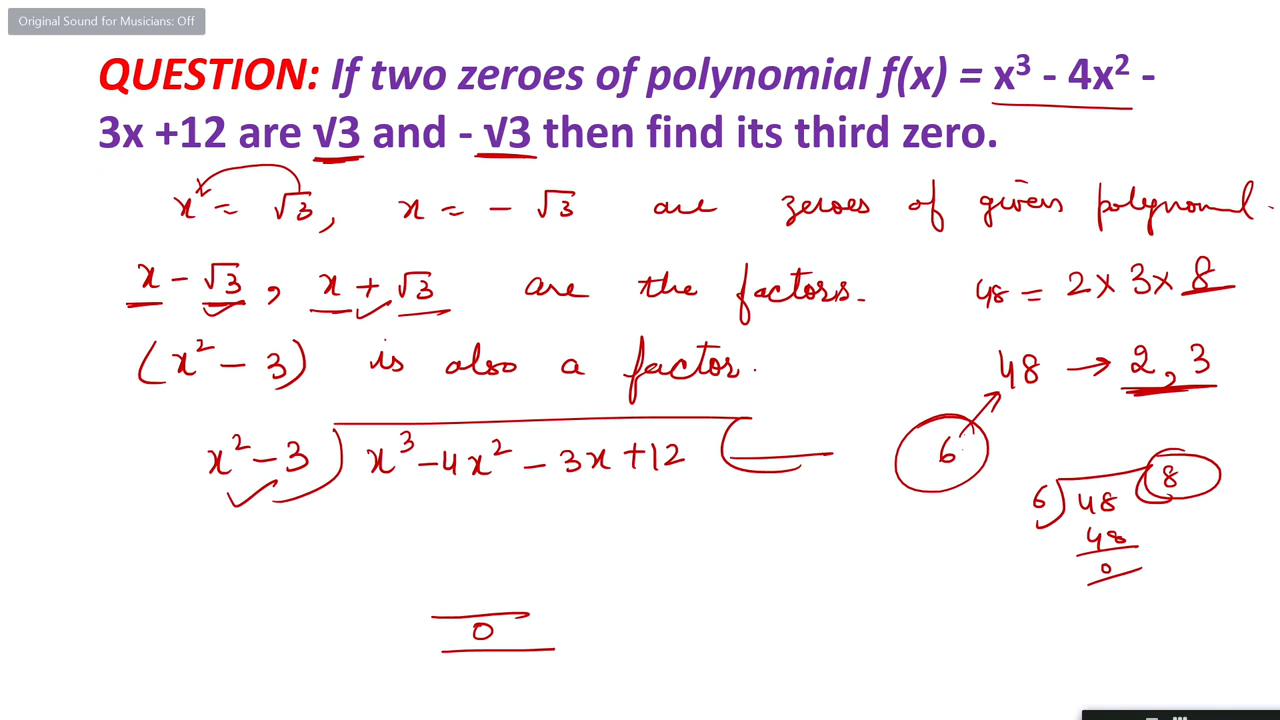 Original Sound for Musicians: Off
QUESTION: If two zeroes of polynomial f(x) = x³ - 4x² -
3x +12 are √3 and - √3 then find its third zero.
x = √3, x = - √3 are zeroes of given polynomial.
x - √3, x + √3 are the factors.
48 = 2 x 3 x 8
(x² - 3) is also a factor.
48 → 2, 3
x² - 3) x³ - 4x² - 3x + 12 (
6
6) 48 (8
48
0
0